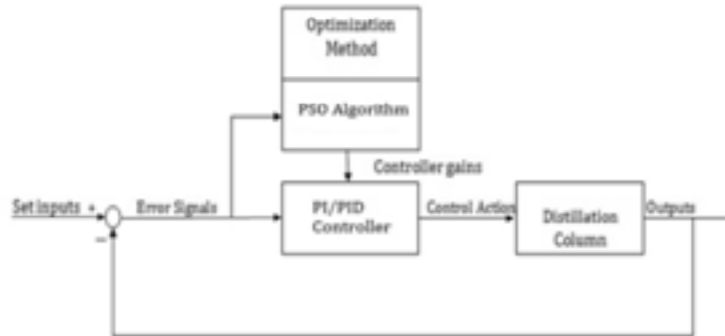 Optimization
Method
PSO Algorithm
Controller gains
Set inputs +
Error Signals
PI/PID
Controller
Control Action
Distillation
Column
Outputs
−